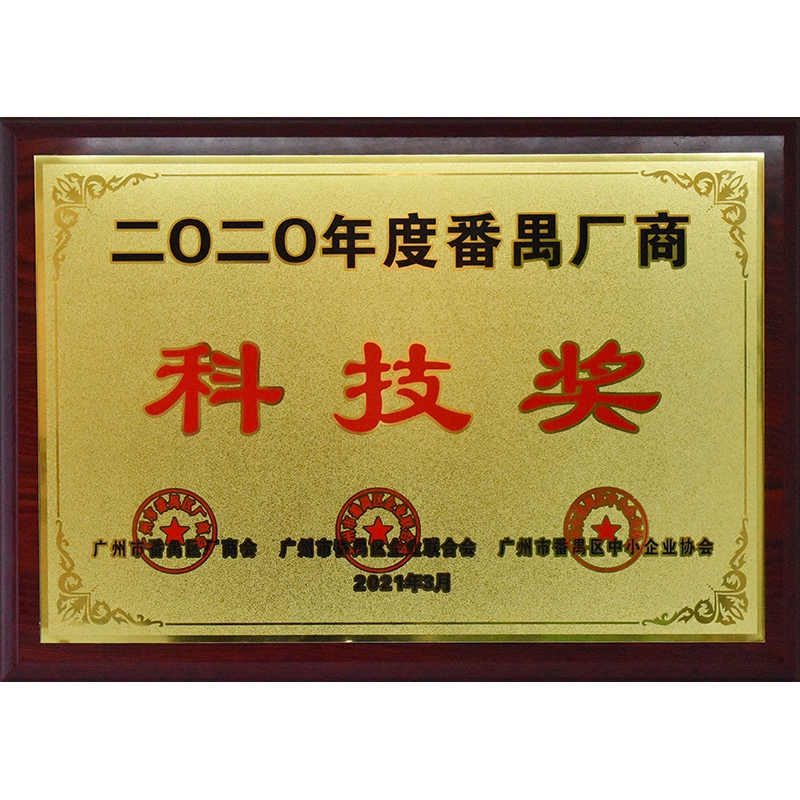 二〇二〇年度番禺厂商
科技奖
广州市番禺区厂商会 广州市番禺区企业联合会 广州市番禺区中小企业协会
2021年3月